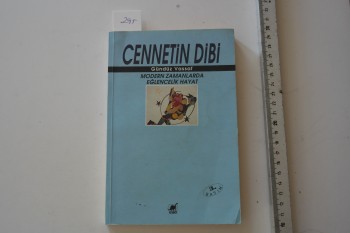 CENNETİN DİBİ
Gündüz Vassaf
MODERN ZAMANLARDA
EĞLENCELİK HAYAT